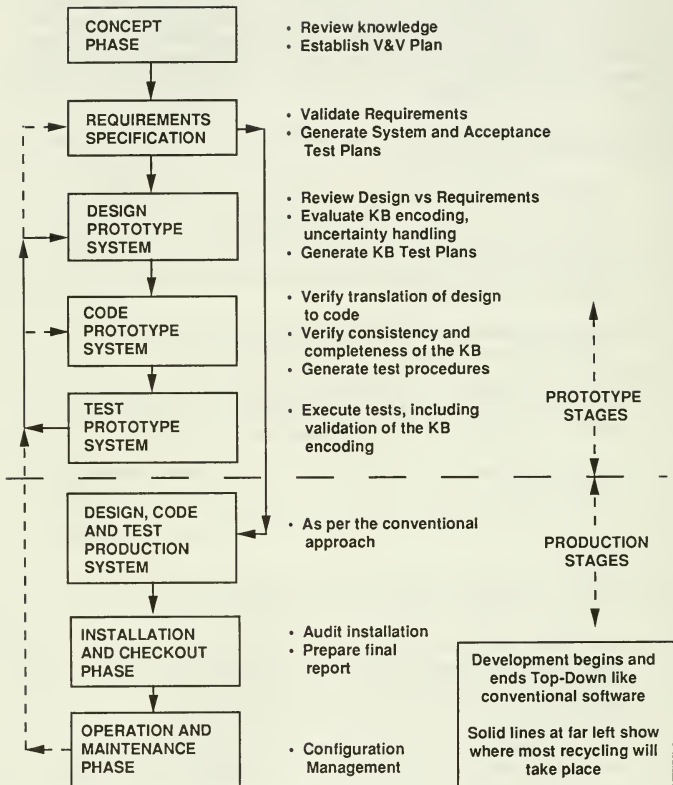 CONCEPT
PHASE
• Review knowledge
• Establish V&V Plan
REQUIREMENTS
SPECIFICATION
• Validate Requirements
• Generate System and Acceptance
Test Plans
DESIGN
PROTOTYPE
SYSTEM
• Review Design vs Requirements
• Evaluate KB encoding,
uncertainty handling
• Generate KB Test Plans
CODE
PROTOTYPE
SYSTEM
• Verify translation of design
to code
• Verify consistency and
completeness of the KB
• Generate test procedures
TEST
PROTOTYPE
SYSTEM
• Execute tests, including
validation of the KB
encoding
PROTOTYPE
STAGES
DESIGN, CODE
AND TEST
PRODUCTION
SYSTEM
• As per the conventional
approach
PRODUCTION
STAGES
INSTALLATION
AND CHECKOUT
PHASE
• Audit installation
• Prepare final
report
OPERATION AND
MAINTENANCE
PHASE
• Configuration
Management
Development begins and
ends Top-Down like
conventional software
Solid lines at far left show
where most recycling will
take place